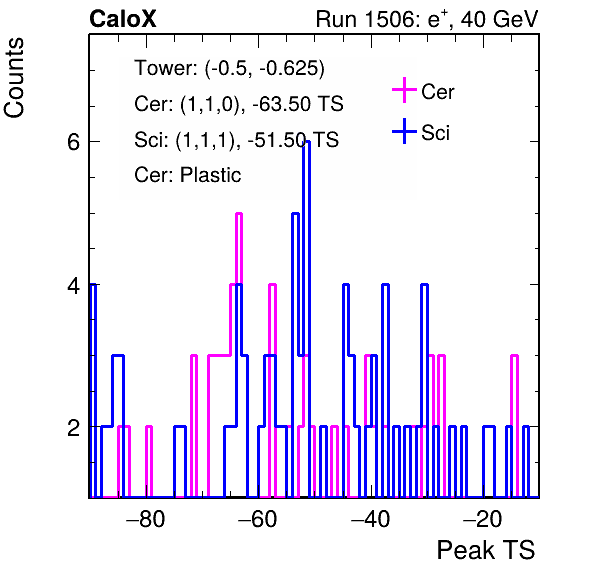 CaloX Run 1506: e⁺, 40 GeV
Counts
Tower: (-0.5, -0.625)
Cer: (1,1,0), -63.50 TS
Sci: (1,1,1), -51.50 TS
Cer: Plastic
Cer
Sci
6
4
2
−80 −60 −40 −20
Peak TS